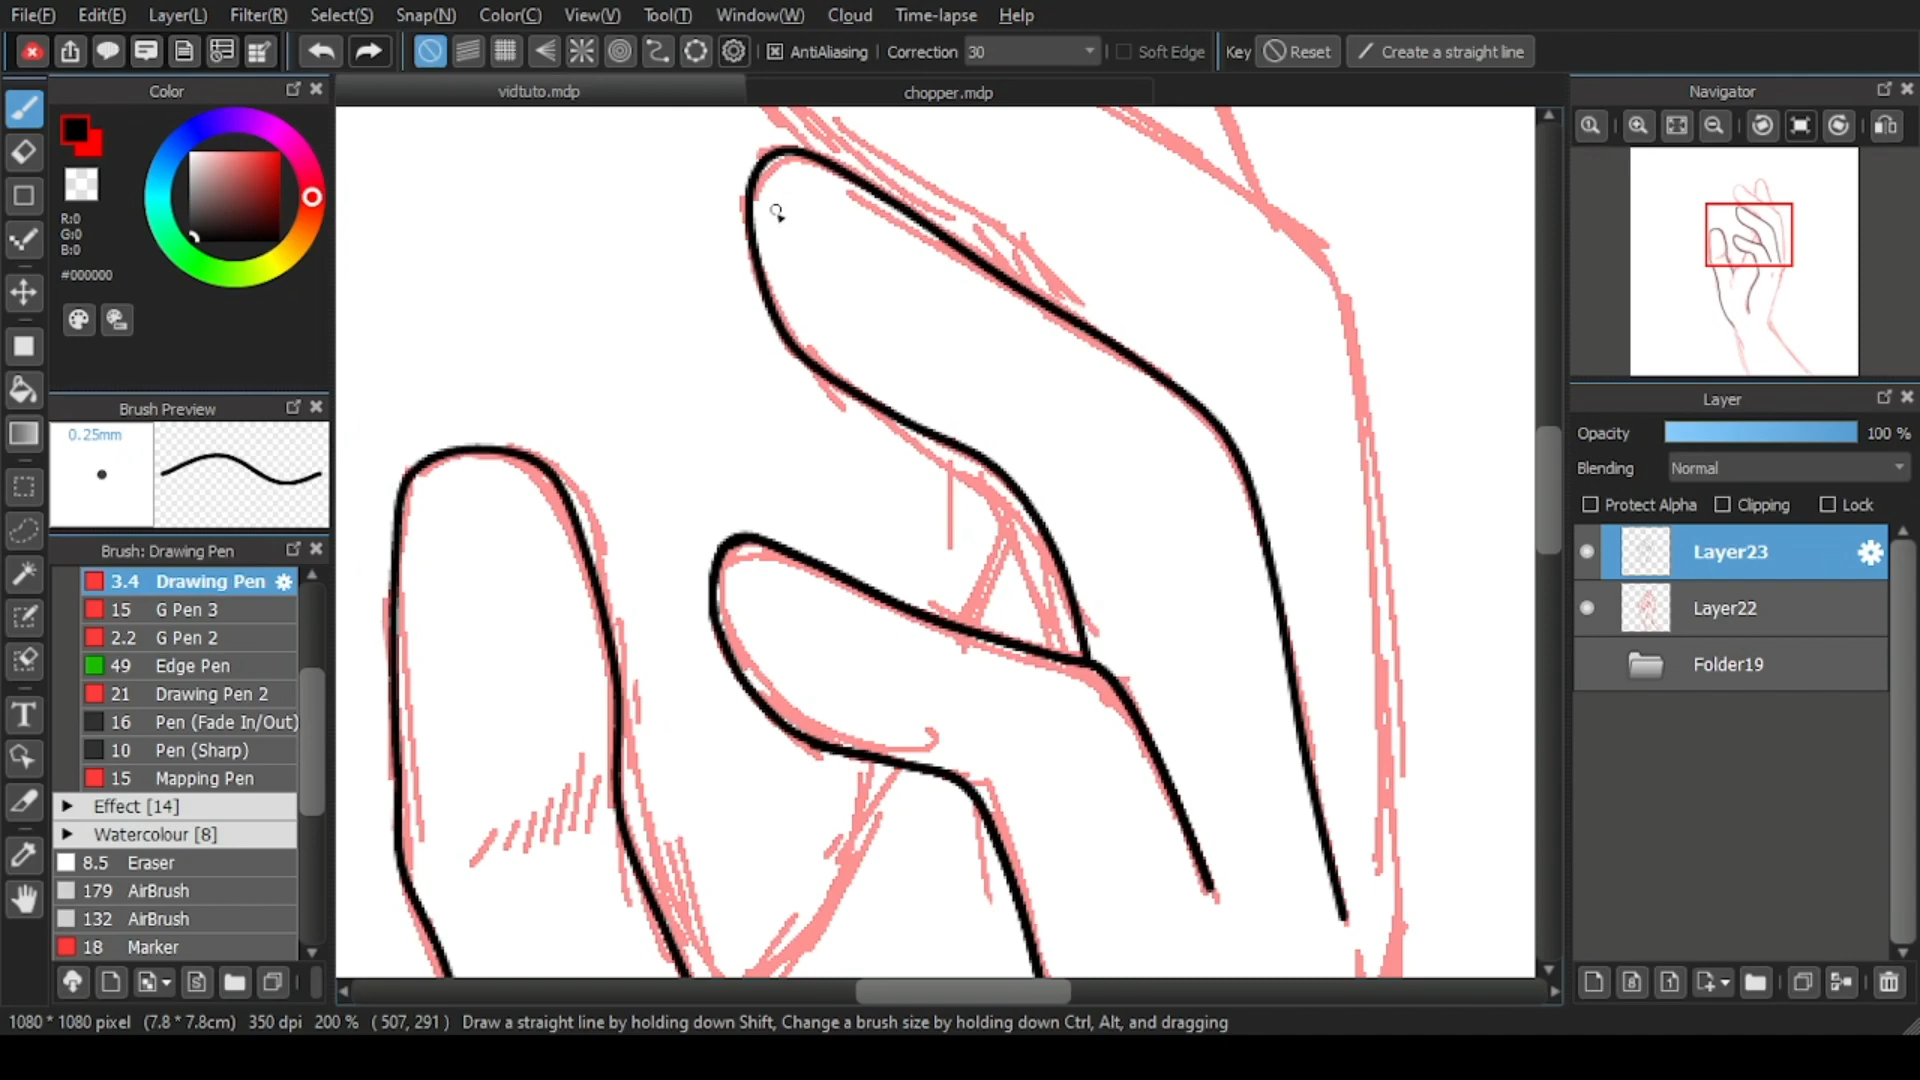 File(F) Edit(E) Layer(L) Filter(R) Select(S) Snap(N) Color(C) View(V) Tool(T) Window(W) Cloud Time-lapse Help
AntiAliasing Correction 30 Soft Edge Key Reset Create a straight line
Color
R:0
G:0
B:0
#000000
Brush Preview
0.25mm
Brush: Drawing Pen
3.4 Drawing Pen
15 G Pen 3
2.2 G Pen 2
49 Edge Pen
21 Drawing Pen 2
16 Pen (Fade In/Out)
10 Pen (Sharp)
15 Mapping Pen
Effect [14]
Watercolour [8]
8.5 Eraser
179 AirBrush
132 AirBrush
18 Marker
vidtuto.mdp chopper.mdp
Navigator
Layer
Opacity 100 %
Blending Normal
Protect Alpha Clipping Lock
Layer23
Layer22
Folder19
1080 * 1080 pixel (7.8 * 7.8cm) 350 dpi 200 % ( 507, 291 ) Draw a straight line by holding down Shift, Change a brush size by holding down Ctrl, Alt, and dragging